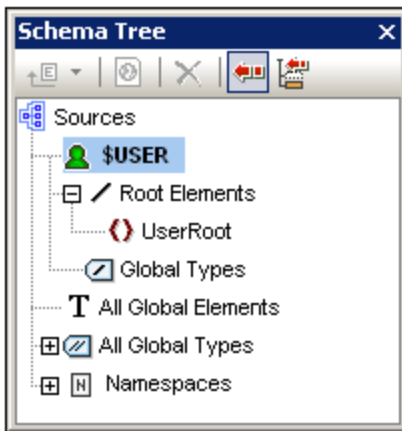 Schema Tree
Sources
$USER
Root Elements
UserRoot
Global Types
T All Global Elements
All Global Types
N Namespaces